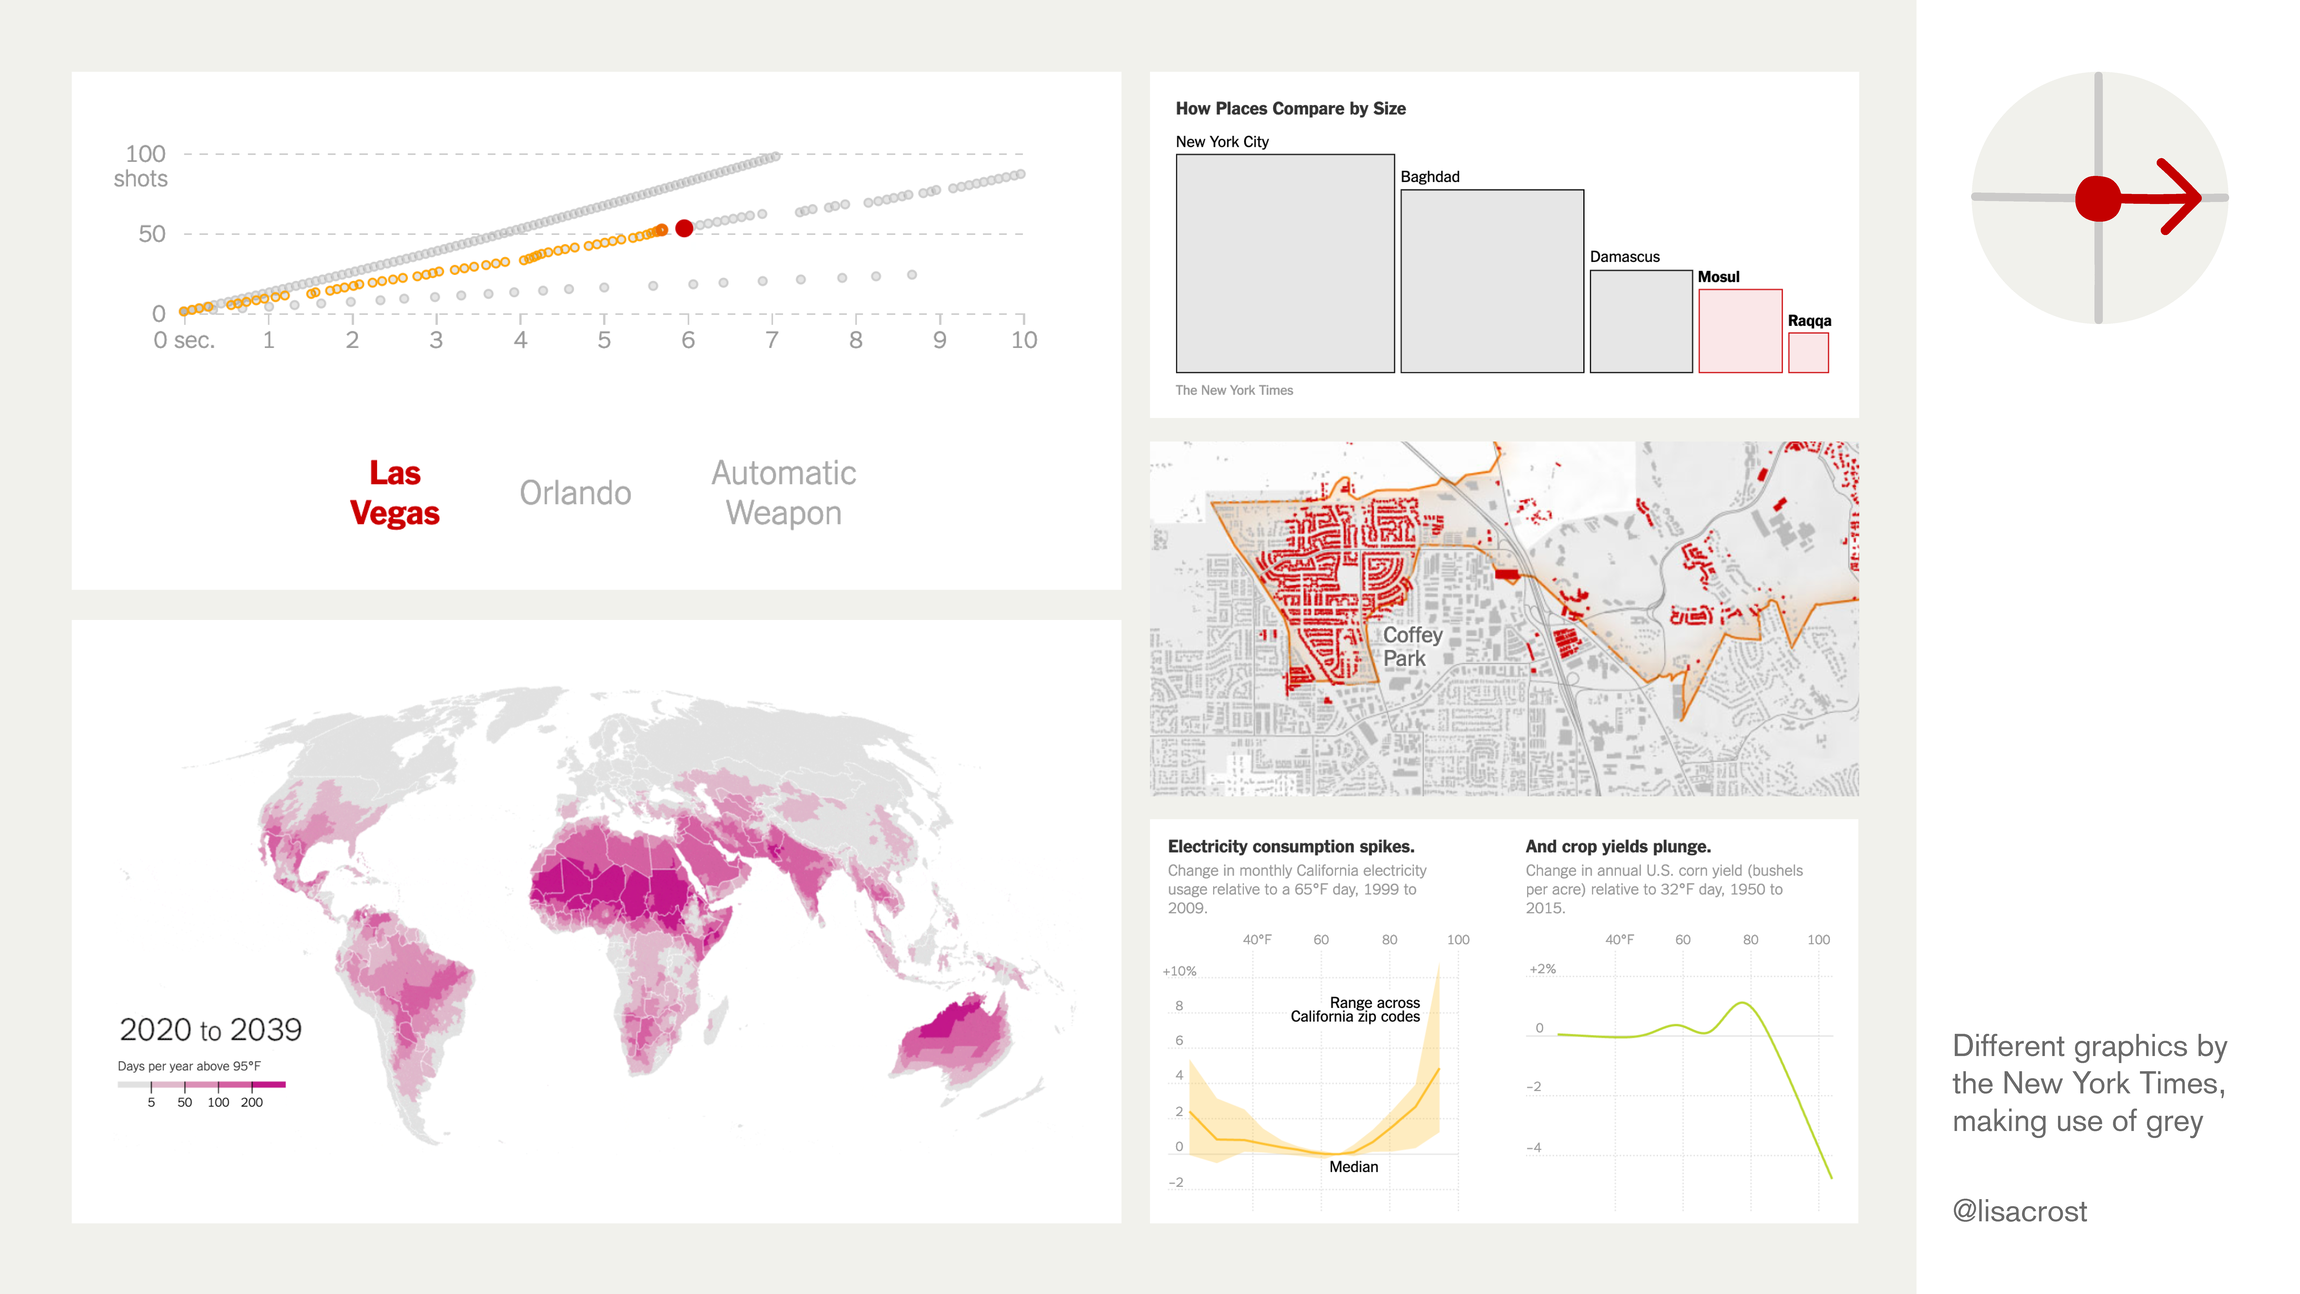 100
shots
50
0
0 sec.
1
2
3
4
5
6
7
8
9
10
Las
Vegas
Orlando
Automatic
Weapon
2020 to 2039
Days per year above 95°F
5
50
100
200
How Places Compare by Size
New York City
Baghdad
Damascus
Mosul
Raqqa
The New York Times
Coffey
Park
Electricity consumption spikes.
Change in monthly California electricity
usage relative to a 65°F day, 1999 to
2009.
40°F
60
80
100
+10%
8
6
4
2
0
–2
Range across
California zip codes
Median
And crop yields plunge.
Change in annual U.S. corn yield (bushels
per acre) relative to 32°F day, 1950 to
2015.
40°F
60
80
100
+2%
0
–2
–4
Different graphics by
the New York Times,
making use of grey
@lisacrost